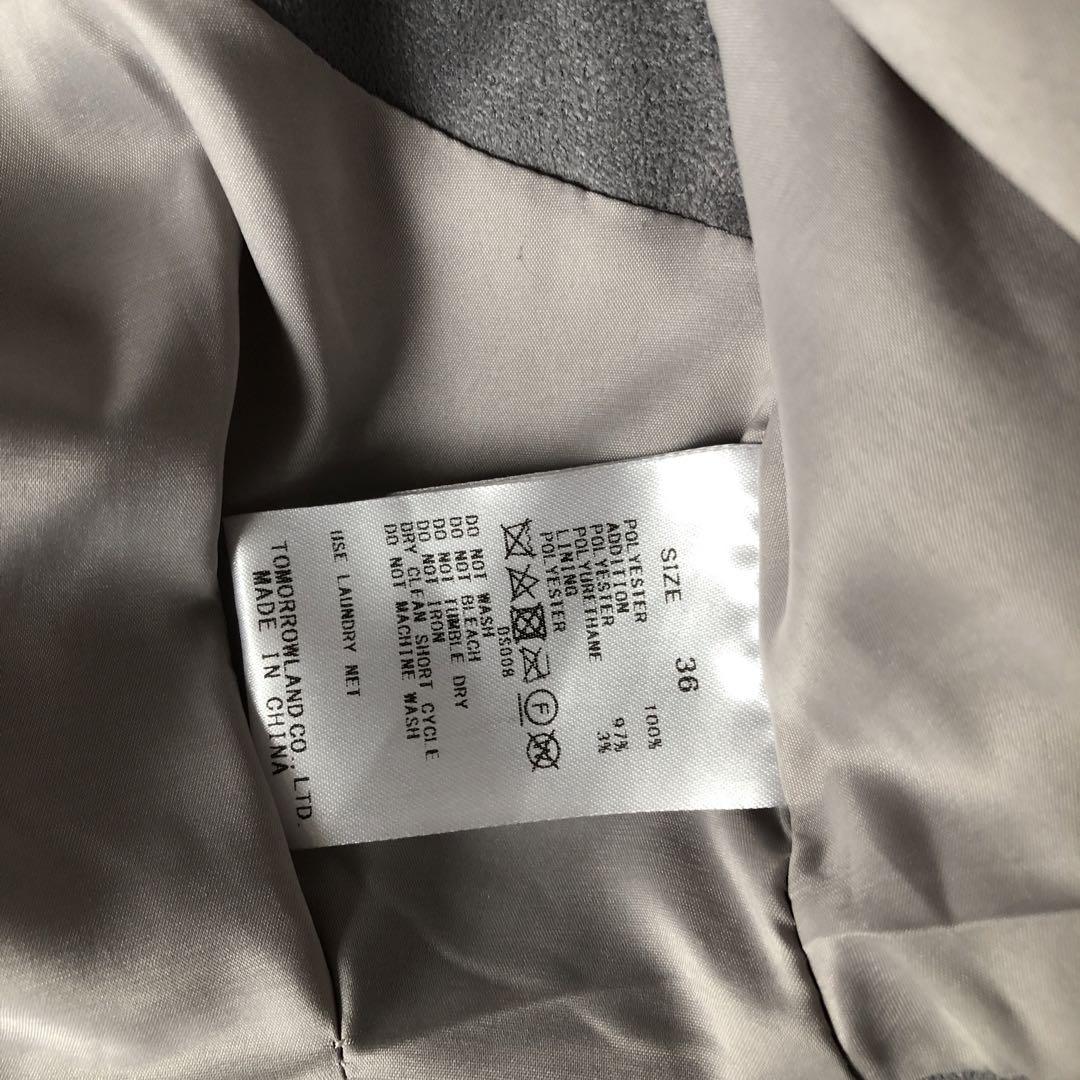 SIZE 36
POLYESTER 100%
ADDITION
POLYESTER 97%
POLYURETHANE 3%
LINING
POLYESTER
F
DS008
DO NOT WASH
DO NOT BLEACH
DO NOT TUMBLE DRY
DO NOT IRON
DRY CLEAN SHORT CYCLE
DO NOT MACHINE WASH
USE LAUNDRY NET
TOMORROWLAND CO., LTD.
MADE IN CHINA